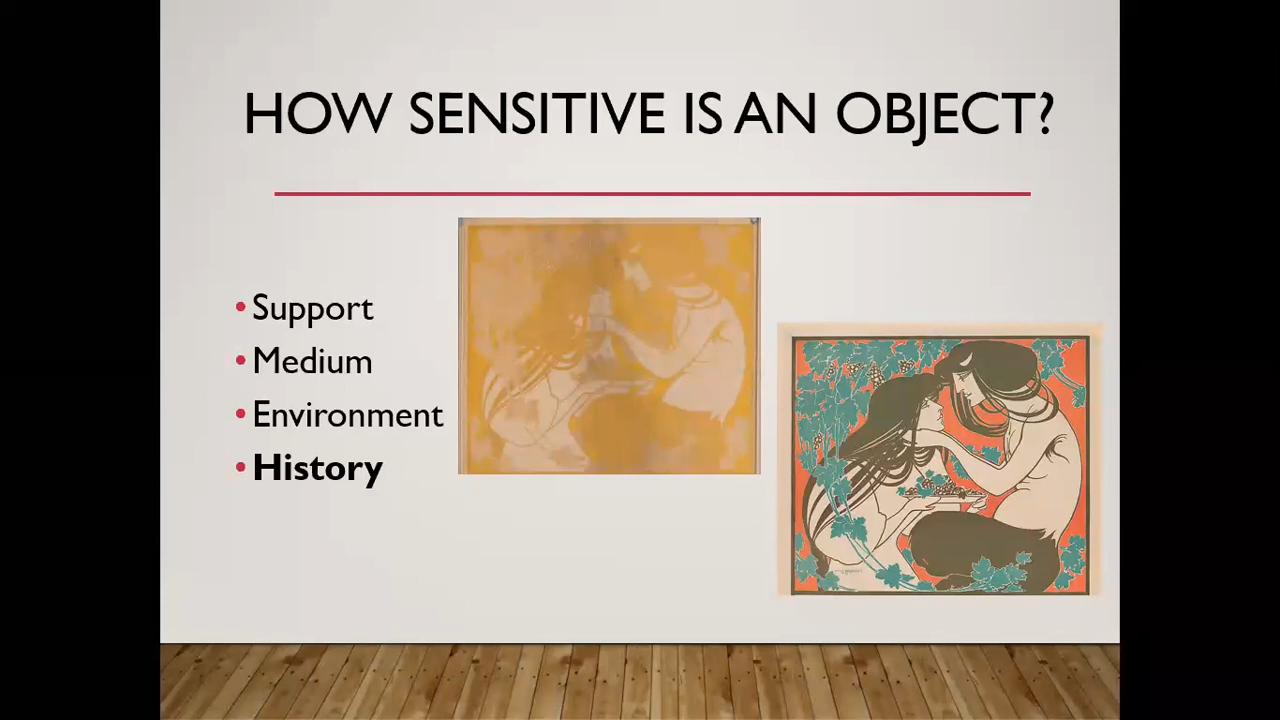 HOW SENSITIVE IS AN OBJECT?
• Support
• Medium
• Environment
• History